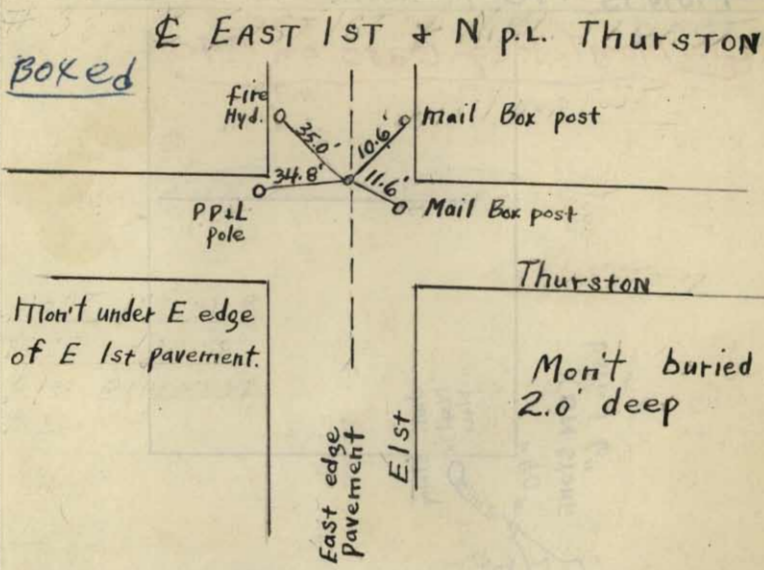 ℄ EAST 1ST & N p.L. Thurston
Boxed
fire
Hyd.
Mail Box post
35.0'
10.6'
34.8'
11.6'
PP&L
pole
Mail Box post
Thurston
Mon't under E edge
of E 1st pavement.
Mon't buried
2.0' deep
East edge
Pavement
E.1st